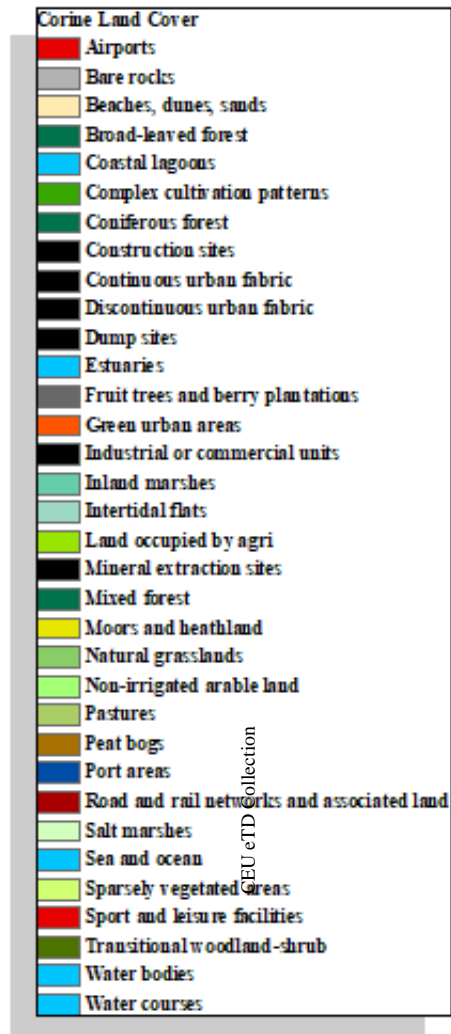 Corine Land Cover
Airports
Bare rocks
Beaches, dunes, sands
Broad-leaved forest
Coastal lagoons
Complex cultivation patterns
Coniferous forest
Construction sites
Continuous urban fabric
Discontinuous urban fabric
Dump sites
Estuaries
Fruit trees and berry plantations
Green urban areas
Industrial or commercial units
Inland marshes
Intertidal flats
Land occupied by agri
Mineral extraction sites
Mixed forest
Moors and heathland
Natural grasslands
Non-irrigated arable land
Pastures
Peat bogs
Port areas
Road and rail networks and associated land
Salt marshes
Sea and ocean
Sparsely vegetated areas
Sport and leisure facilities
Transitional woodland-shrub
Water bodies
Water courses
CEU eTD Collection